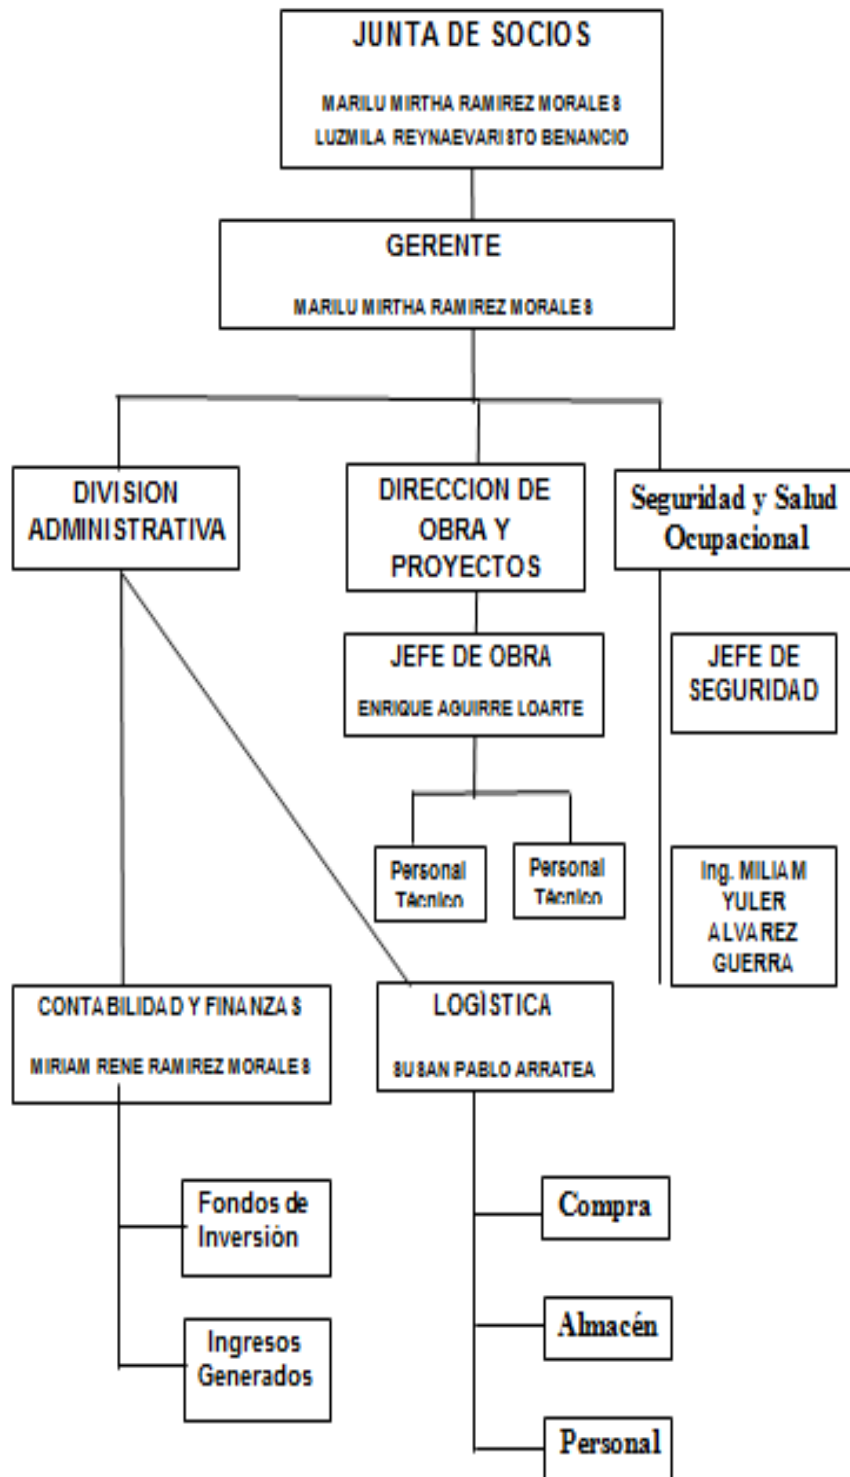 JUNTA DE SOCIOS
MARILU MIRTHA RAMIREZ MORALES
LUZMILA REYNAEVARISTO BENANCIO
GERENTE
MARILU MIRTHA RAMIREZ MORALES
DIVISION
ADMINISTRATIVA
DIRECCION DE
OBRA Y
PROYECTOS
Seguridad y Salud
Ocupacional
JEFE DE OBRA
ENRIQUE AGUIRRE LOARTE
JEFE DE
SEGURIDAD
Personal
Técnico
Personal
Técnico
Ing. MILIAM
YULER
ALVAREZ
GUERRA
CONTABILIDAD Y FINANZAS
MIRIAM RENE RAMIREZ MORALES
LOGÌSTICA
SUSAN PABLO ARRATEA
Fondos de
Inversión
Ingresos
Generados
Compra
Almacén
Personal